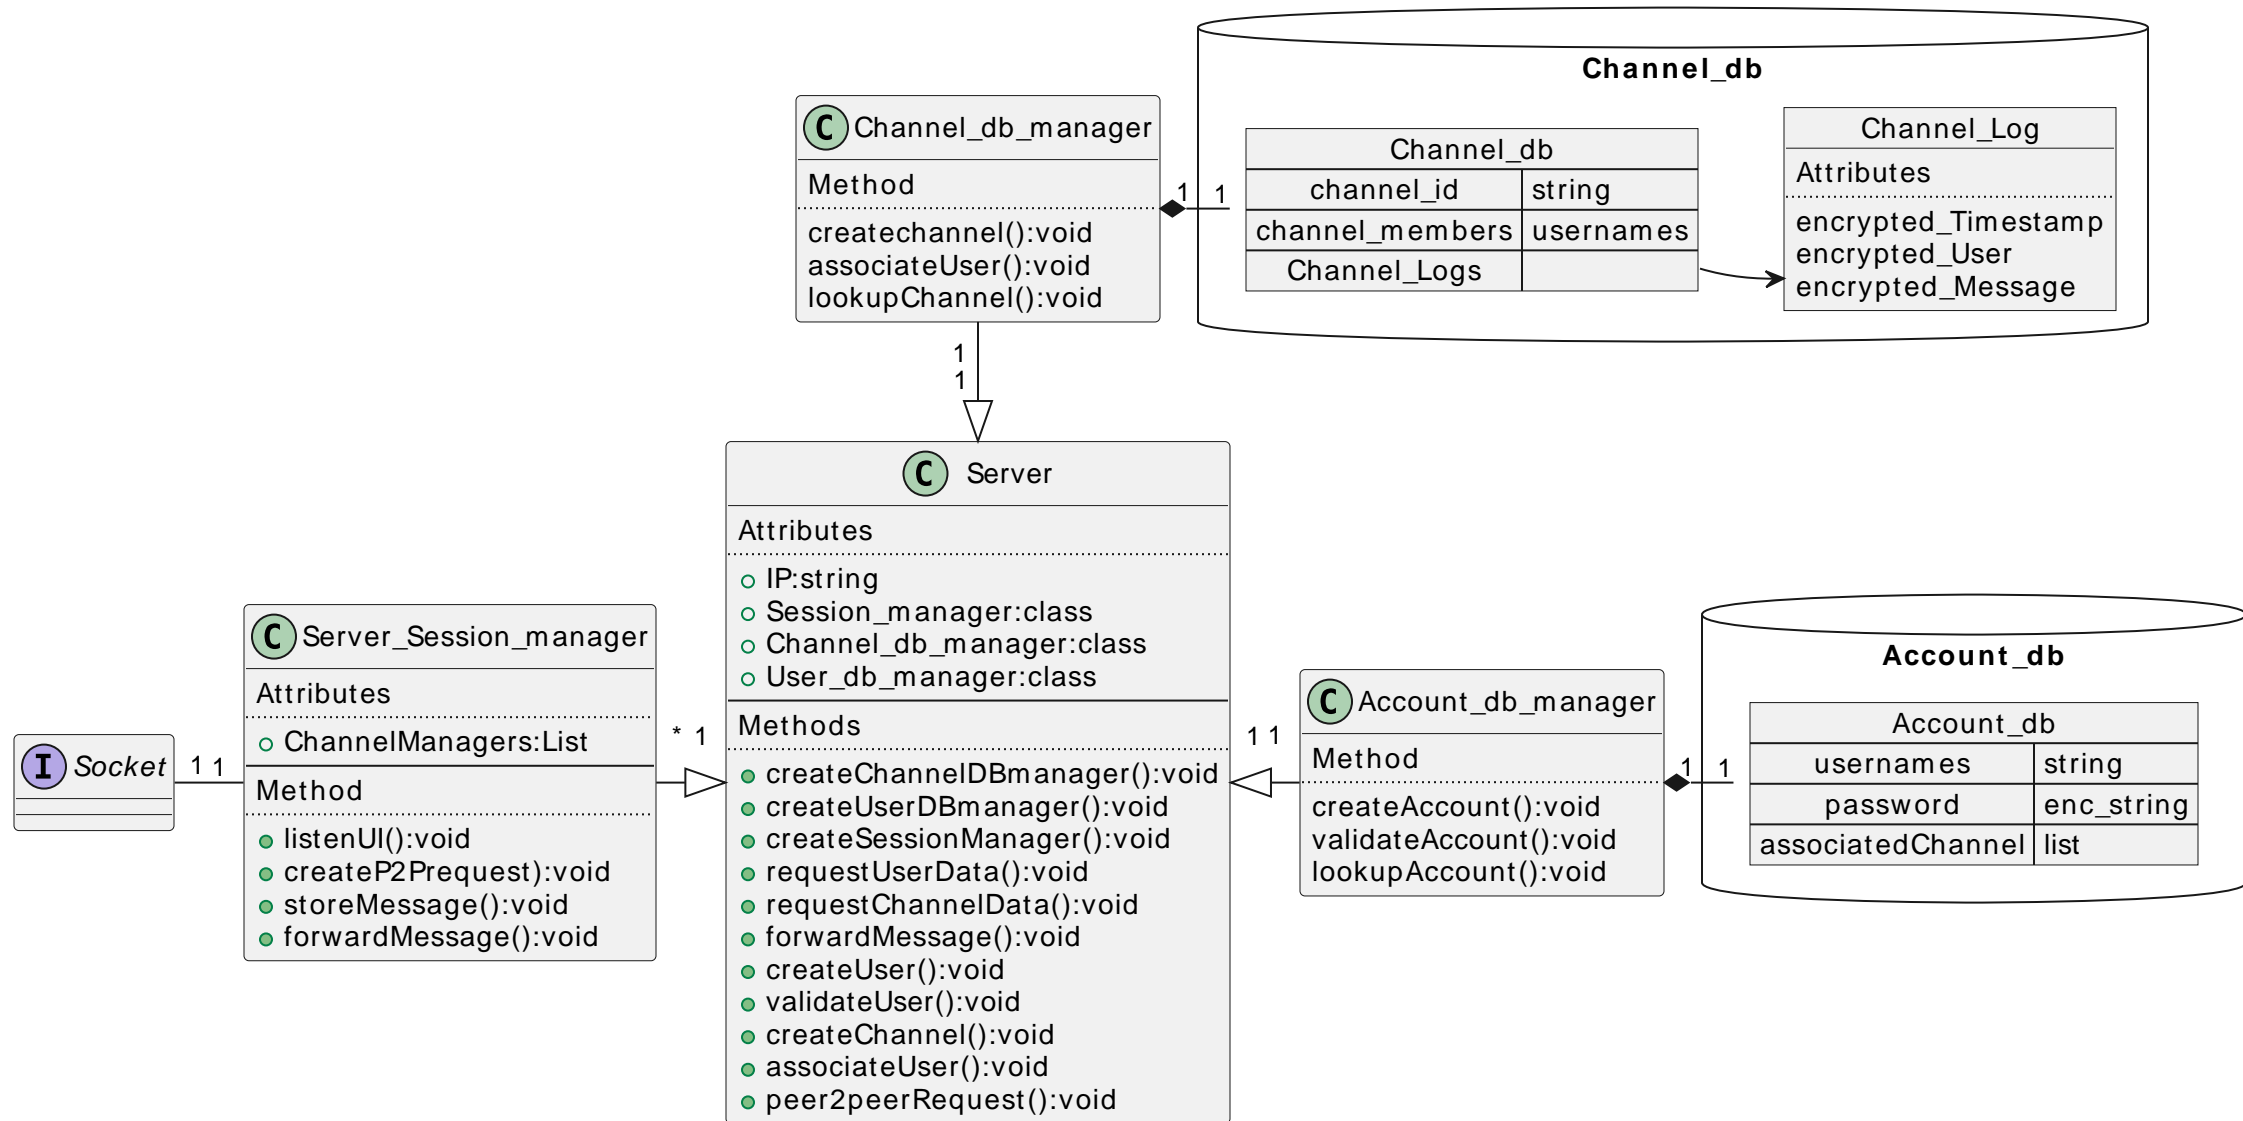 Channel_db
C Channel_db_manager
Method
createchannel():void
associateUser():void
lookupChannel():void
1 1
Channel_db
channel_id string
channel_members usernames
Channel_Logs
Channel_Log
Attributes
encrypted_Timestamp
encrypted_User
encrypted_Message
1
1
C Server
Attributes
IP:string
Session_manager:class
Channel_db_manager:class
User_db_manager:class
Methods
createChannelDBmanager():void
createUserDBmanager():void
createSessionManager():void
requestUserData():void
requestChannelData():void
forwardMessage():void
createUser():void
validateUser():void
createChannel():void
associateUser():void
peer2peerRequest():void
I Socket
1 1
C Server_Session_manager
Attributes
ChannelManagers:List
Method
listenUI():void
createP2Prequest):void
storeMessage():void
forwardMessage():void
* 1
1 1
C Account_db_manager
Method
createAccount():void
validateAccount():void
lookupAccount():void
1 1
Account_db
Account_db
usernames string
password enc_string
associatedChannel list